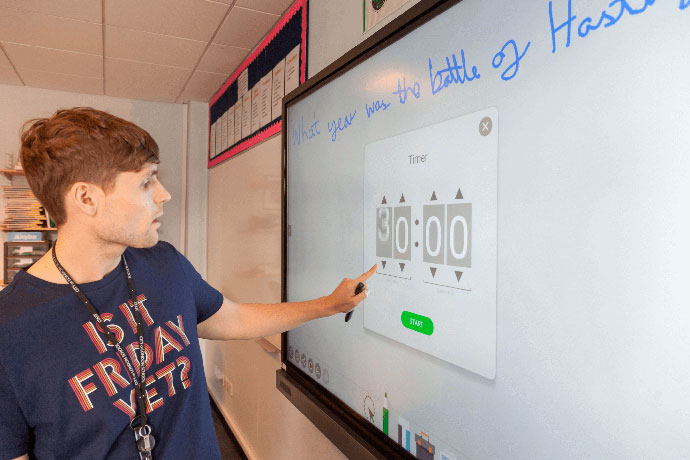 What year was the battle of Hast
Timer
30:00
START
IS IT
FRIDAY
YET?